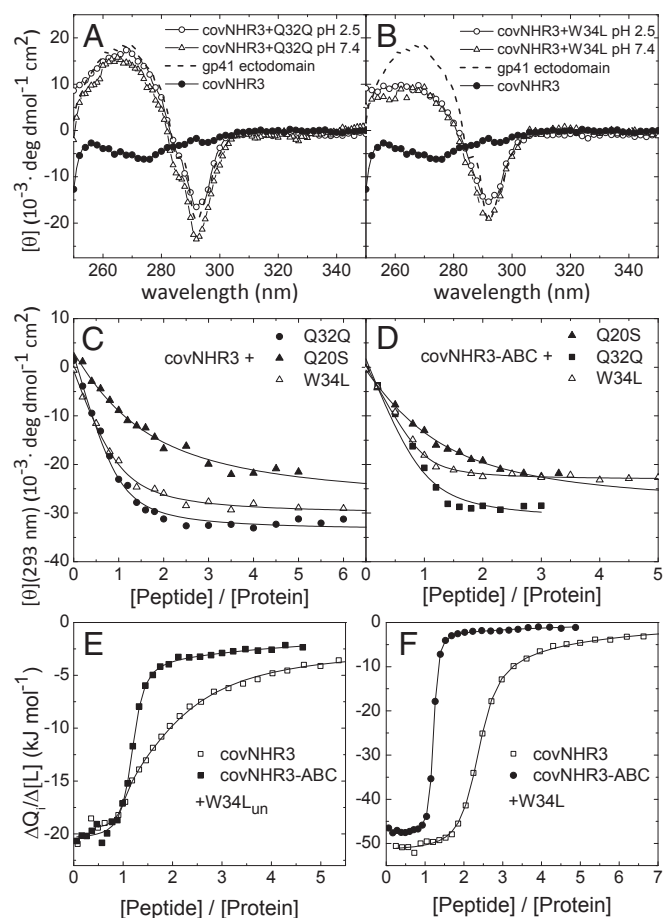 A
covNHR3+Q32Q pH 2.5
covNHR3+Q32Q pH 7.4
gp41 ectodomain
covNHR3
B
covNHR3+W34L pH 2.5
covNHR3+W34L pH 7.4
gp41 ectodomain
covNHR3
[θ] (10⁻³· deg dmol⁻¹ cm²)
20
10
0
-10
-20
250 260 280 300 320 340
260 280 300 320 340
wavelength (nm)
wavelength (nm)
C
covNHR3 +
Q32Q
Q20S
W34L
D
covNHR3-ABC +
Q20S
Q32Q
W34L
[θ](293 nm) (10⁻³· deg dmol⁻¹ cm²)
10
0
-10
-20
-30
-40
0 1 2 3 4 5 6
0 1 2 3 4 5
[Peptide] / [Protein]
[Peptide] / [Protein]
E
covNHR3
covNHR3-ABC
+W34Lun
F
covNHR3
covNHR3-ABC
+W34L
ΔQi/Δ[L] (kJ mol⁻¹)
0
-5
-10
-15
-20
0
-10
-20
-30
-40
-50
0 1 2 3 4 5
0 1 2 3 4 5 6 7
[Peptide] / [Protein]
[Peptide] / [Protein]